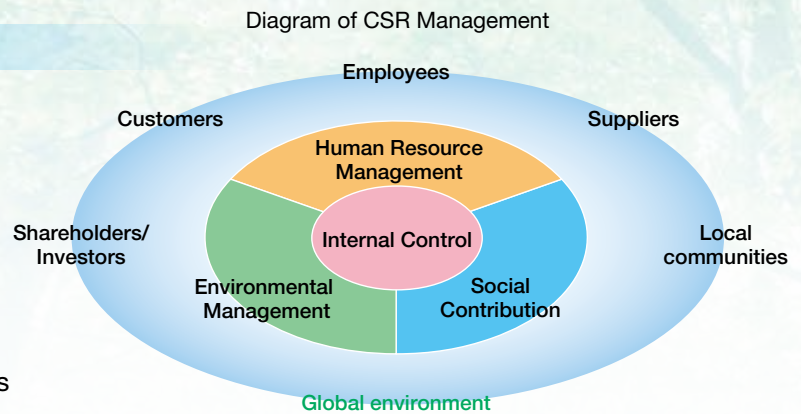 Diagram of CSR Management
Employees
Customers
Suppliers
Human Resource
Management
Shareholders/
Investors
Internal Control
Local
communities
Environmental
Management
Social
Contribution
s
Global environment